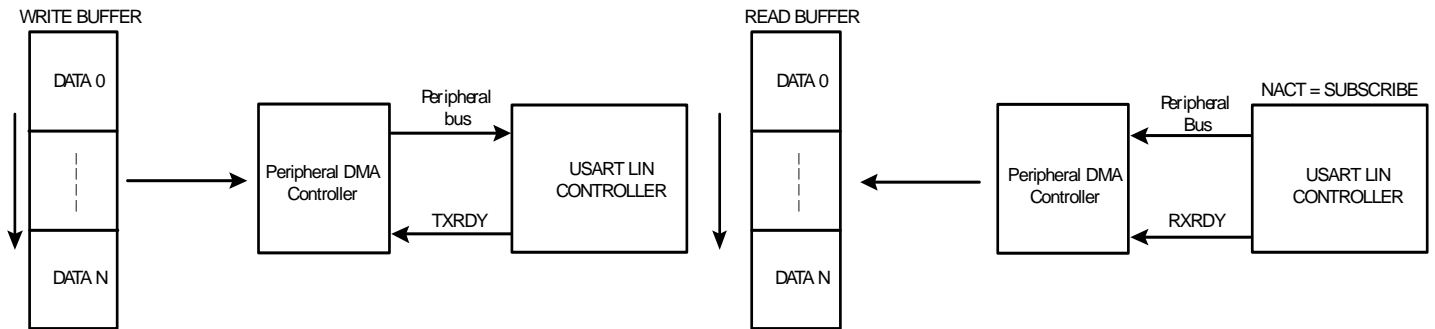 WRITE BUFFER
DATA 0
DATA N
Peripheral DMA
Controller
Peripheral
bus
TXRDY
USART LIN
CONTROLLER
READ BUFFER
DATA 0
DATA N
Peripheral DMA
Controller
Peripheral
Bus
RXRDY
NACT = SUBSCRIBE
USART LIN
CONTROLLER